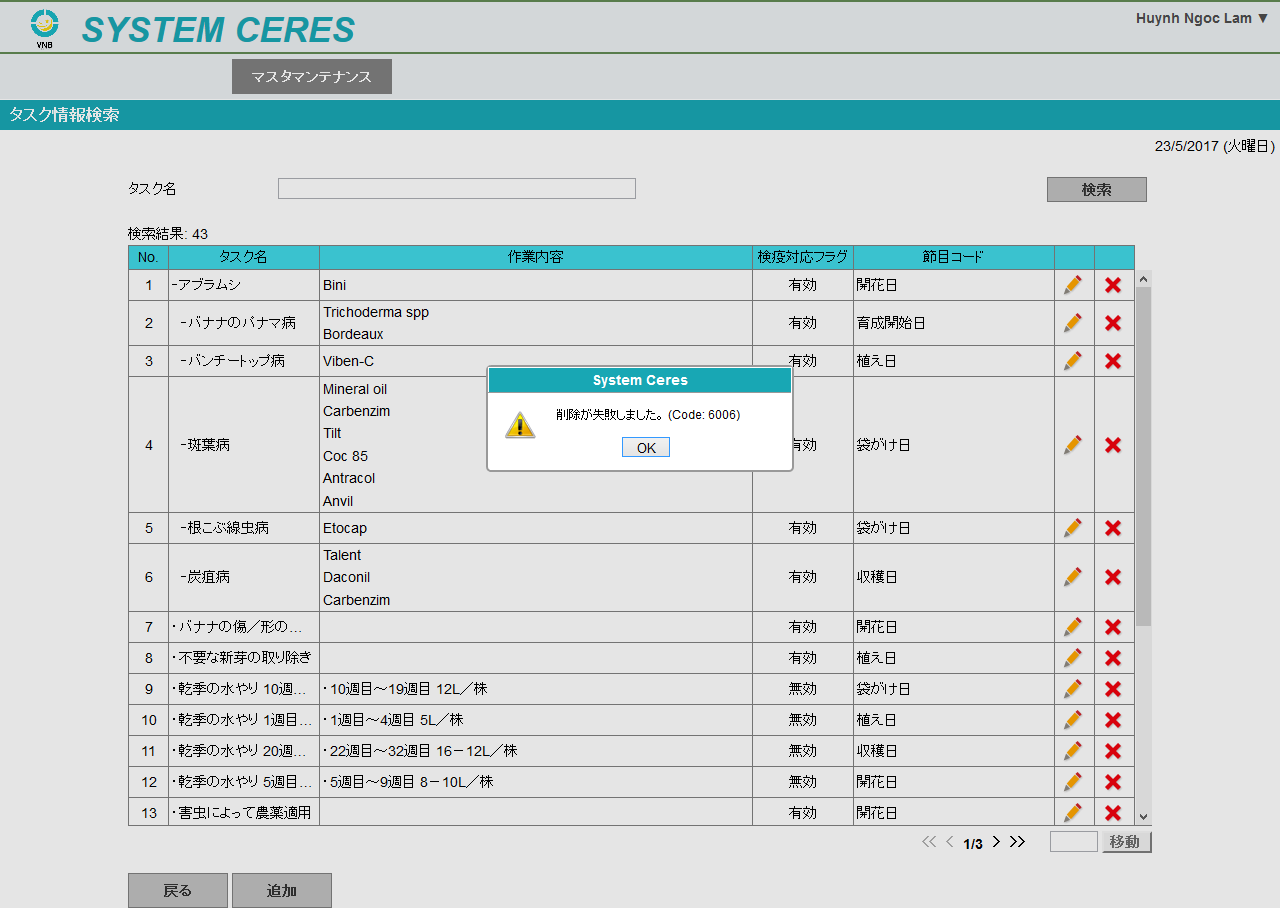 VNB
SYSTEM CERES
Huynh Ngoc Lam ▼
マスタマンテナンス
タスク情報検索
23/5/2017 (火曜日)
タスク名
検索
検索結果: 43
No. タスク名 作業内容 検疫対応フラグ 節目コード
1 -アブラムシ Bini 有効 開花日
2 -バナナのパナマ病 Trichoderma spp 有効 育成開始日
Bordeaux
3 -バンチートップ病 Viben-C 有効 植え日
4 -斑葉病 Mineral oil 有効 袋がけ日
Carbenzim
Tilt
Coc 85
Antracol
Anvil
5 -根こぶ線虫病 Etocap 有効 袋がけ日
6 -炭疽病 Talent 有効 収穫日
Daconil
Carbenzim
7 ・バナナの傷／形の... 有効 開花日
8 ・不要な新芽の取り除き 有効 植え日
9 ・乾季の水やり 10週... ・10週目～19週目 12L／株 無効 袋がけ日
10 ・乾季の水やり 1週目... ・1週目～4週目 5L／株 無効 植え日
11 ・乾季の水やり 20週... ・22週目～32週目 16－12L／株 無効 収穫日
12 ・乾季の水やり 5週目... ・5週目～9週目 8－10L／株 無効 開花日
13 ・害虫によって農薬適用 有効 開花日
System Ceres
削除が失敗しました。(Code: 6006)
OK
1/3
移動
戻る
追加